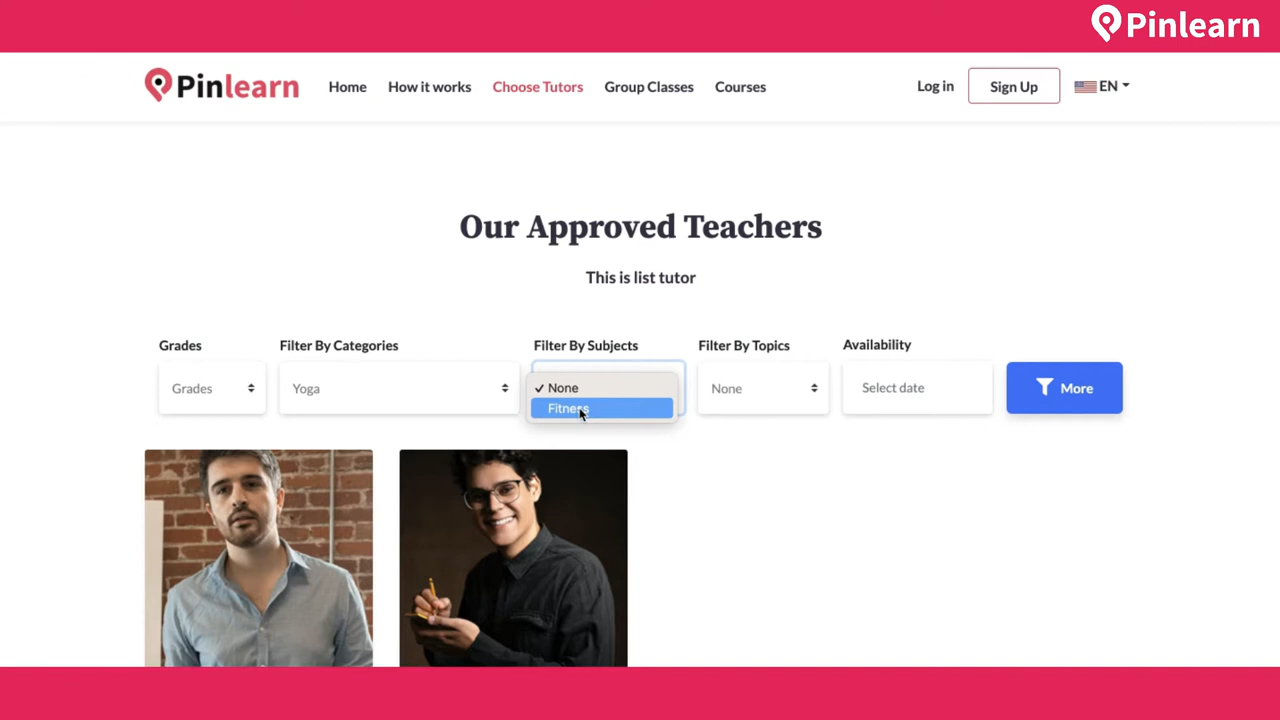 Pinlearn
Pinlearn Home How it works Choose Tutors Group Classes Courses Log in Sign Up EN
Our Approved Teachers
This is list tutor
Grades Filter By Categories Filter By Subjects Filter By Topics Availability
Grades Yoga ✓ None None Select date More
Fitness